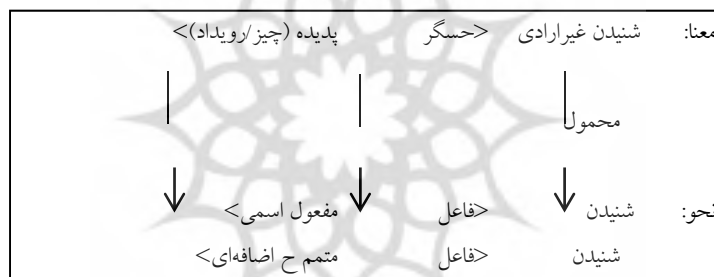 معنا: شنیدن غیرارادی <حسگر پدیده (چیز/رویداد)>
محمول
نحو: شنیدن <فاعل مفعول اسمی>
شنیدن <فاعل متمم ح اضافه‌ای>